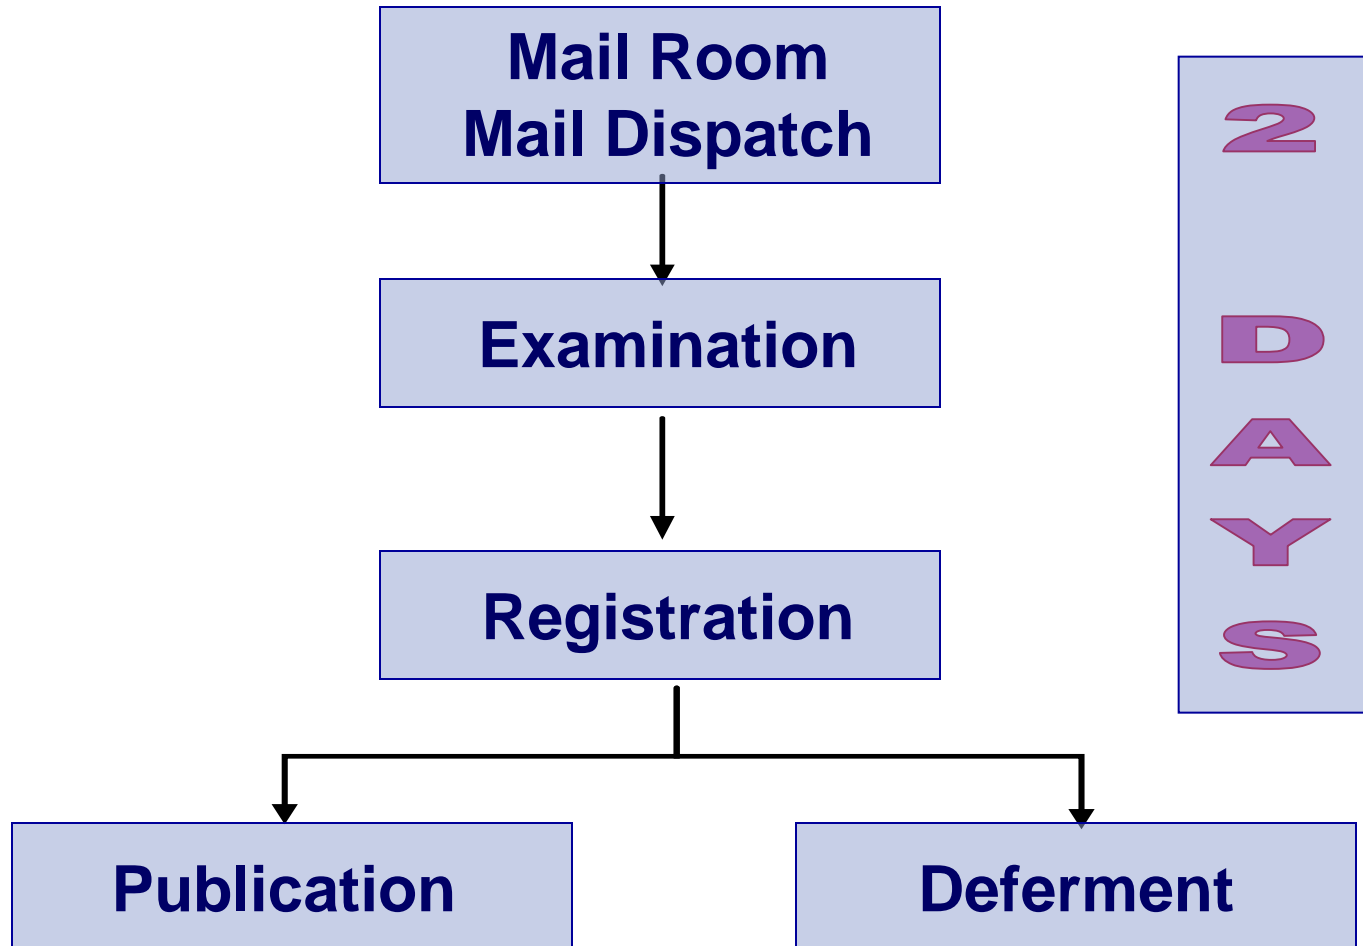 Mail Room
Mail Dispatch
Examination
Registration
Publication
Deferment
2
D
A
Y
S